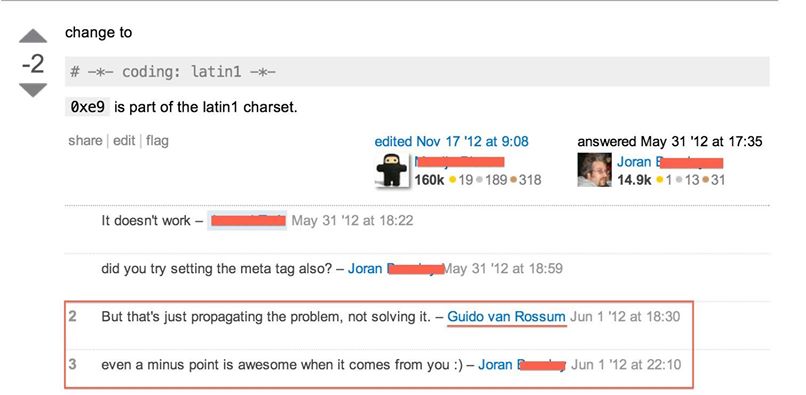 change to
-2
# -*- coding: latin1 -*-
0xe9 is part of the latin1 charset.
share | edit | flag
edited Nov 17 '12 at 9:08
160k 19 189 318
answered May 31 '12 at 17:35
Joran
14.9k 1 13 31
It doesn't work – May 31 '12 at 18:22
did you try setting the meta tag also? – Joran May 31 '12 at 18:59
2 But that's just propagating the problem, not solving it. – Guido van Rossum Jun 1 '12 at 18:30
3 even a minus point is awesome when it comes from you :) – Joran Jun 1 '12 at 22:10